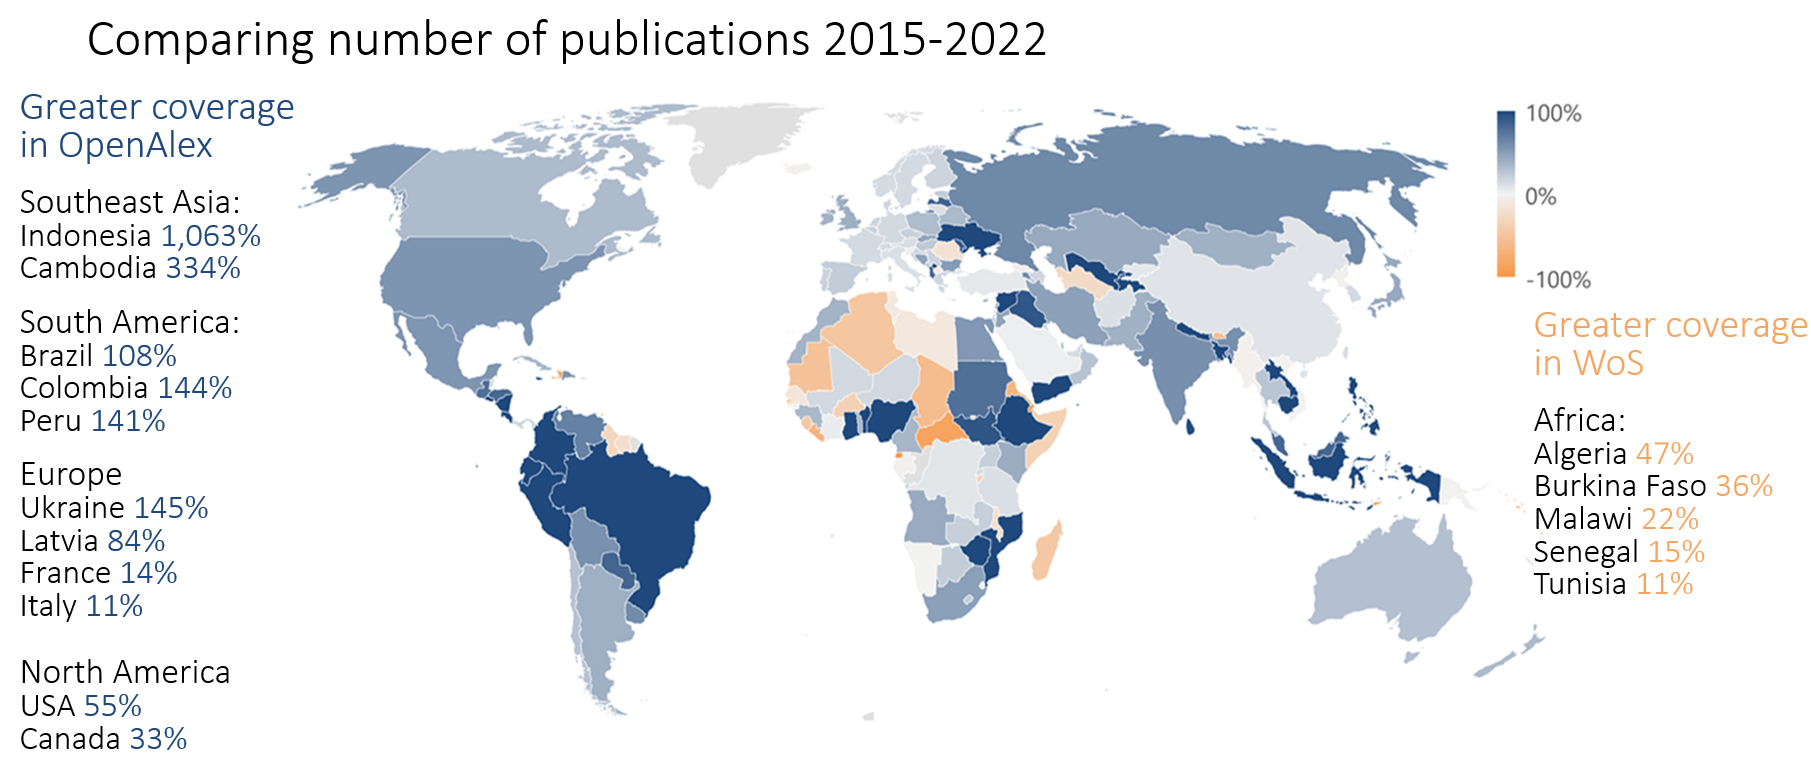 Comparing number of publications 2015-2022
Greater coverage
in OpenAlex
Southeast Asia:
Indonesia 1,063%
Cambodia 334%
South America:
Brazil 108%
Colombia 144%
Peru 141%
Europe
Ukraine 145%
Latvia 84%
France 14%
Italy 11%
North America
USA 55%
Canada 33%
100%
0%
-100%
Greater coverage
in WoS
Africa:
Algeria 47%
Burkina Faso 36%
Malawi 22%
Senegal 15%
Tunisia 11%